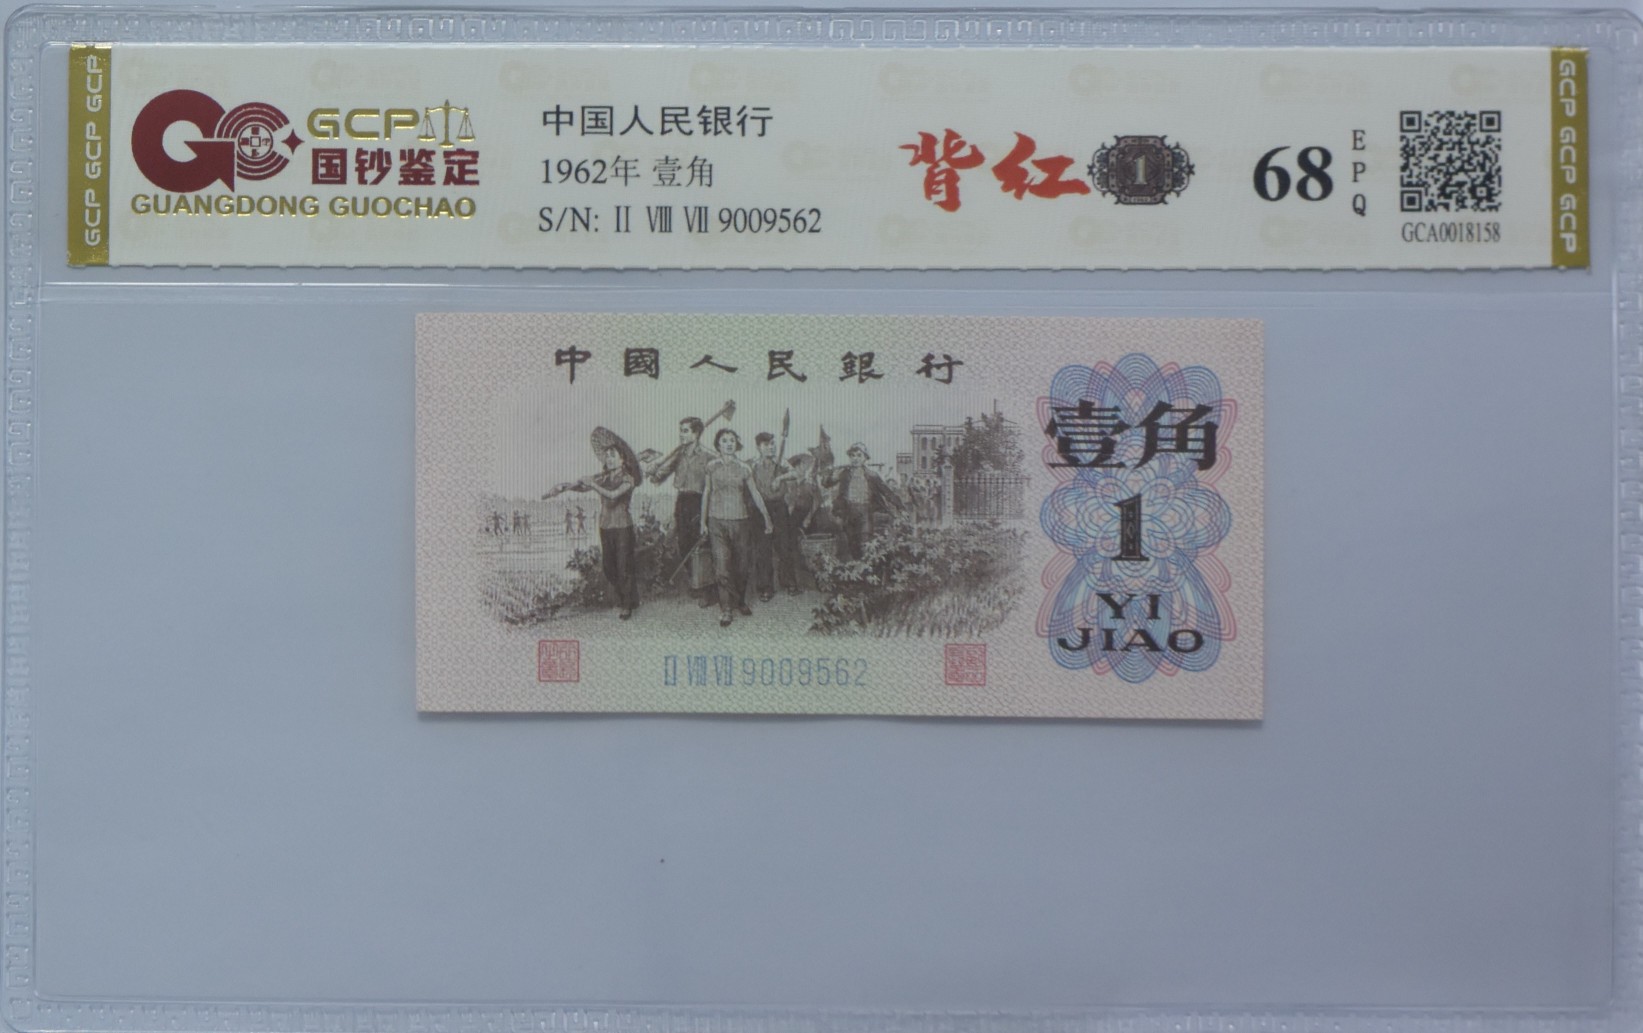 GCP GCP GCP
GCP
国钞鉴定
GUANGDONG GUOCHAO
中国人民银行
1962年 壹角
S/N: II VIII VII 9009562
背红
1
68
EPQ
GCA0018158
GCP GCP GCP
中國人民銀行
壹角
1
YI
JIAO
II VIII VII 9009562